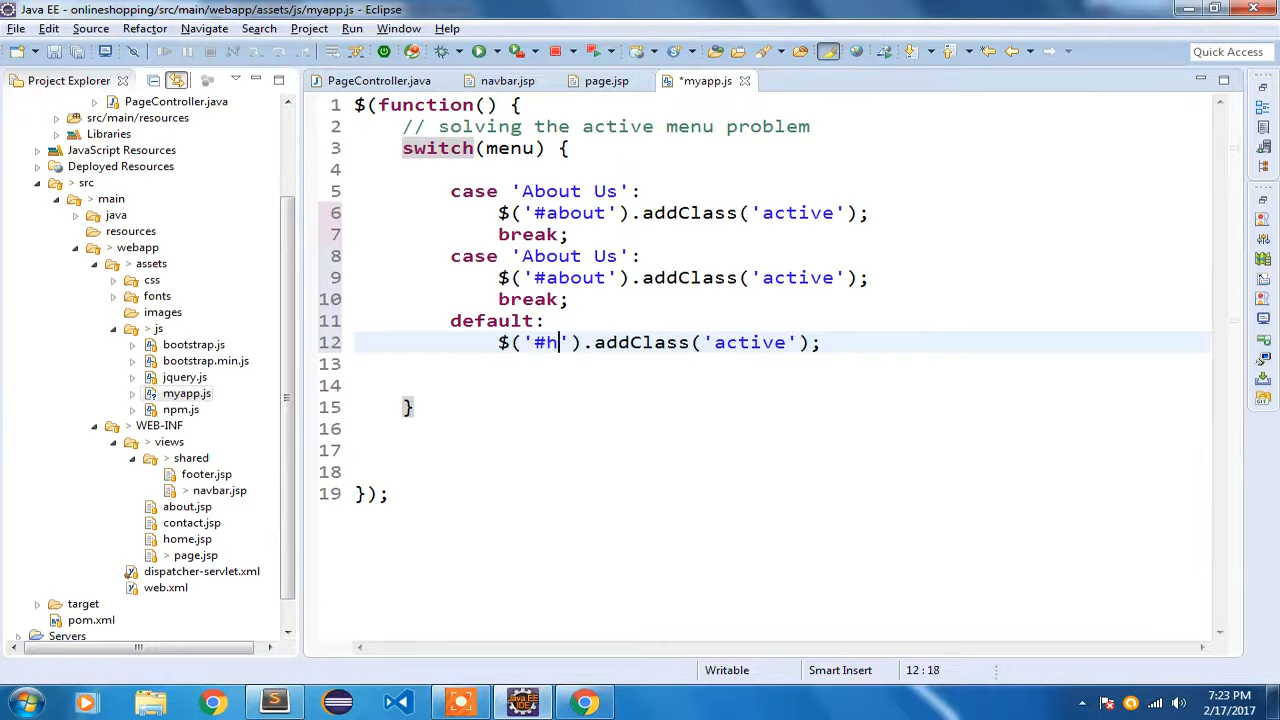 Java EE - onlineshopping/src/main/webapp/assets/js/myapp.js - Eclipse
File Edit Source Refactor Navigate Search Project Run Window Help
Quick Access
Project Explorer
PageController.java
src/main/resources
Libraries
JavaScript Resources
Deployed Resources
> src
> main
> java
resources
> webapp
> assets
> css
> fonts
images
> js
bootstrap.js
bootstrap.min.js
jquery.js
myapp.js
npm.js
> WEB-INF
> views
> shared
footer.jsp
> navbar.jsp
about.jsp
contact.jsp
home.jsp
> page.jsp
dispatcher-servlet.xml
web.xml
target
pom.xml
Servers
PageController.java navbar.jsp page.jsp *myapp.js
1 $(function() {
2 // solving the active menu problem
3 switch(menu) {
4
5 case 'About Us':
6 $('#about').addClass('active');
7 break;
8 case 'About Us':
9 $('#about').addClass('active');
10 break;
11 default:
12 $('#h').addClass('active');
13
14
15 }
16
17
18
19 });
Writable Smart Insert 12 : 18
7:23 PM
2/17/2017